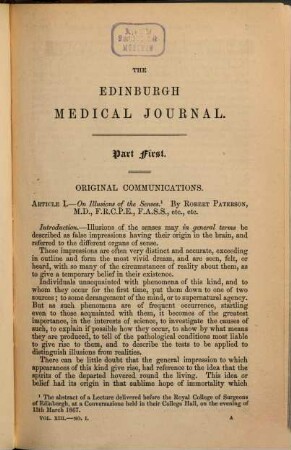 THE
EDINBURGH
MEDICAL JOURNAL.
Part First.
ORIGINAL COMMUNICATIONS.
ARTICLE I.—On Illusions of the Senses.¹ By ROBERT PATERSON,
M.D., F.R.C.P.E., F.A.S.S., etc., etc.
Introduction.—Illusions of the senses may in general terms be
described as false impressions having their origin in the brain, and
referred to the different organs of sense.
These impressions are often very distinct and accurate, exceeding
in outline and form the most vivid dream, and are seen, felt, or
heard, with so many of the circumstances of reality about them, as
to give a temporary belief in their existence.
Individuals unacquainted with phenomena of this kind, and to
whom they occur for the first time, put them down to one of two
sources; to some derangement of the mind, or to supernatural agency.
But as such phenomena are of frequent occurrence, startling
even to those acquainted with them, it becomes of the greatest
importance, in the interests of science, to investigate the causes of
such, to explain if possible how they occur, to show by what means
they are produced, to tell of the pathological conditions most liable
to give rise to them, and to describe the tests to be applied to
distinguish illusions from realities.
There can be little doubt that the general impression to which
appearances of this kind give rise, had reference to the idea that the
spirits of the departed hovered round the living. This idea or
belief had its origin in that sublime hope of immortality which
¹ The abstract of a Lecture delivered before the Royal College of Surgeons
of Edinburgh, at a Conversazione held in their College Hall, on the evening of
13th March 1867.
VOL. XIII.—NO. I. A